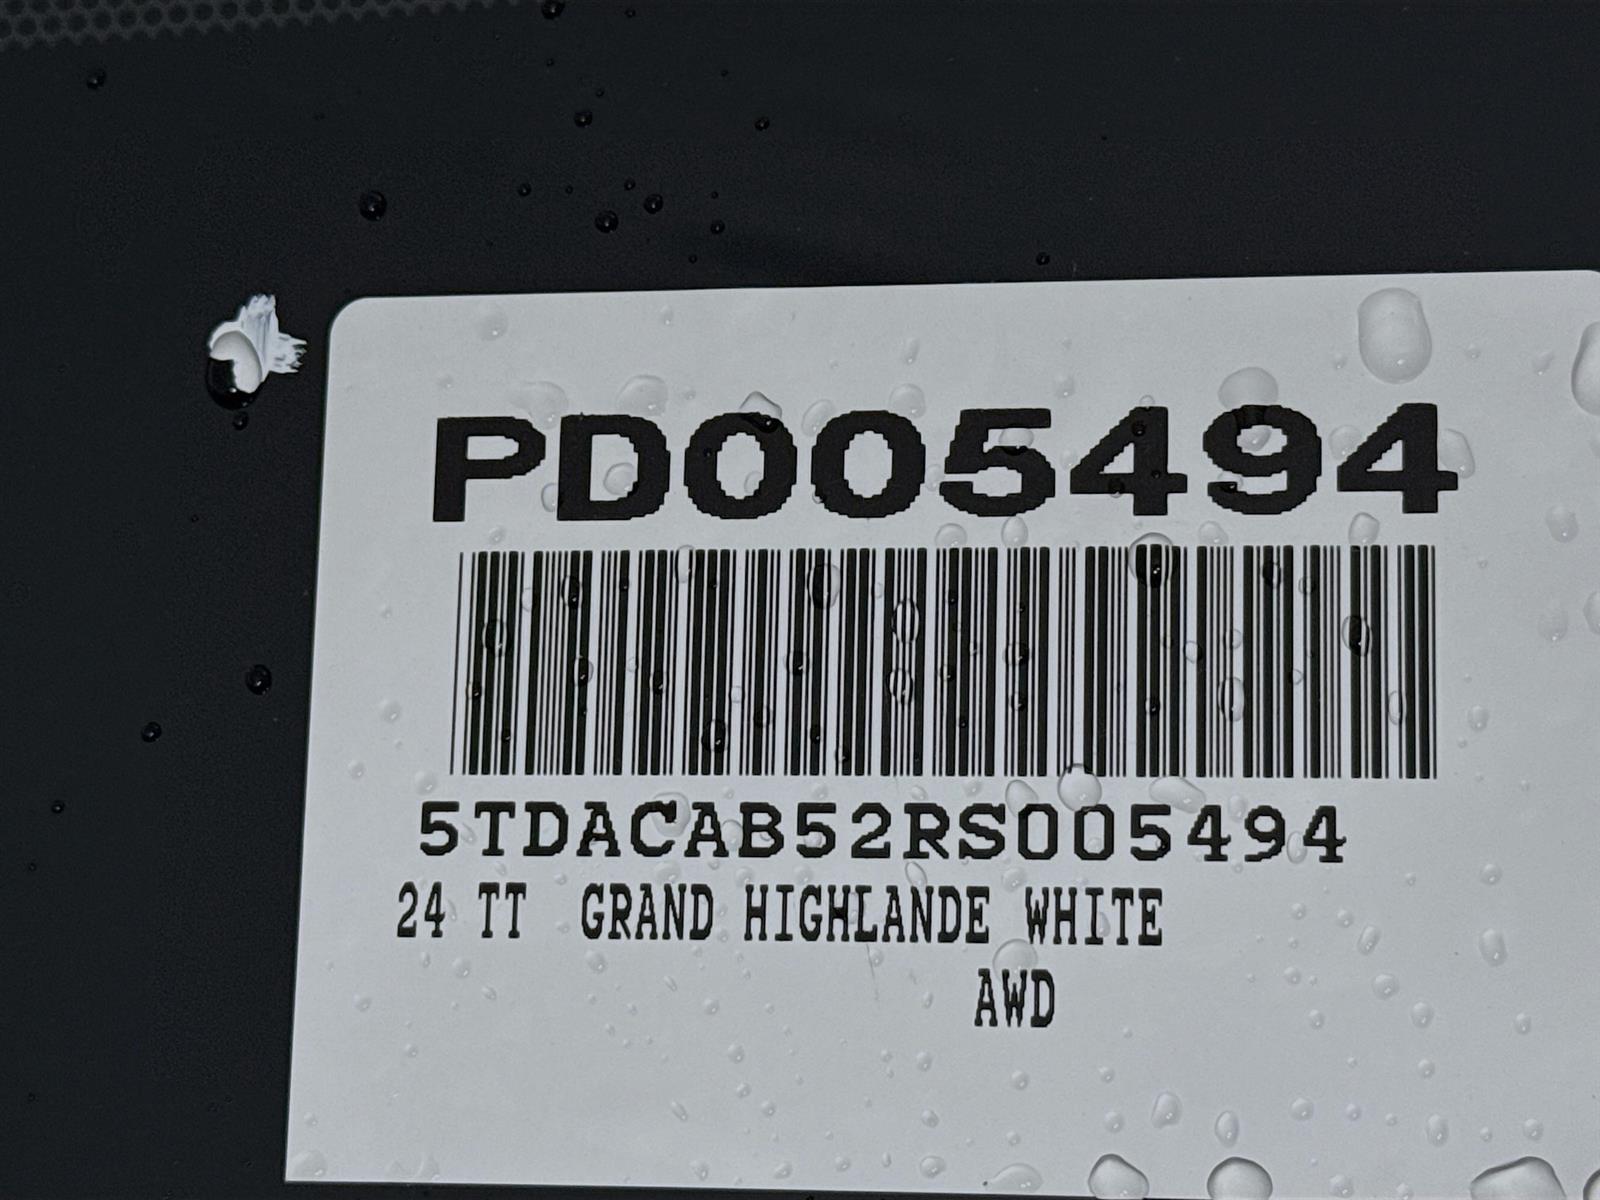 PD005494
5TDACAB52RS005494
24 TT GRAND HIGHLANDE WHITE
AWD